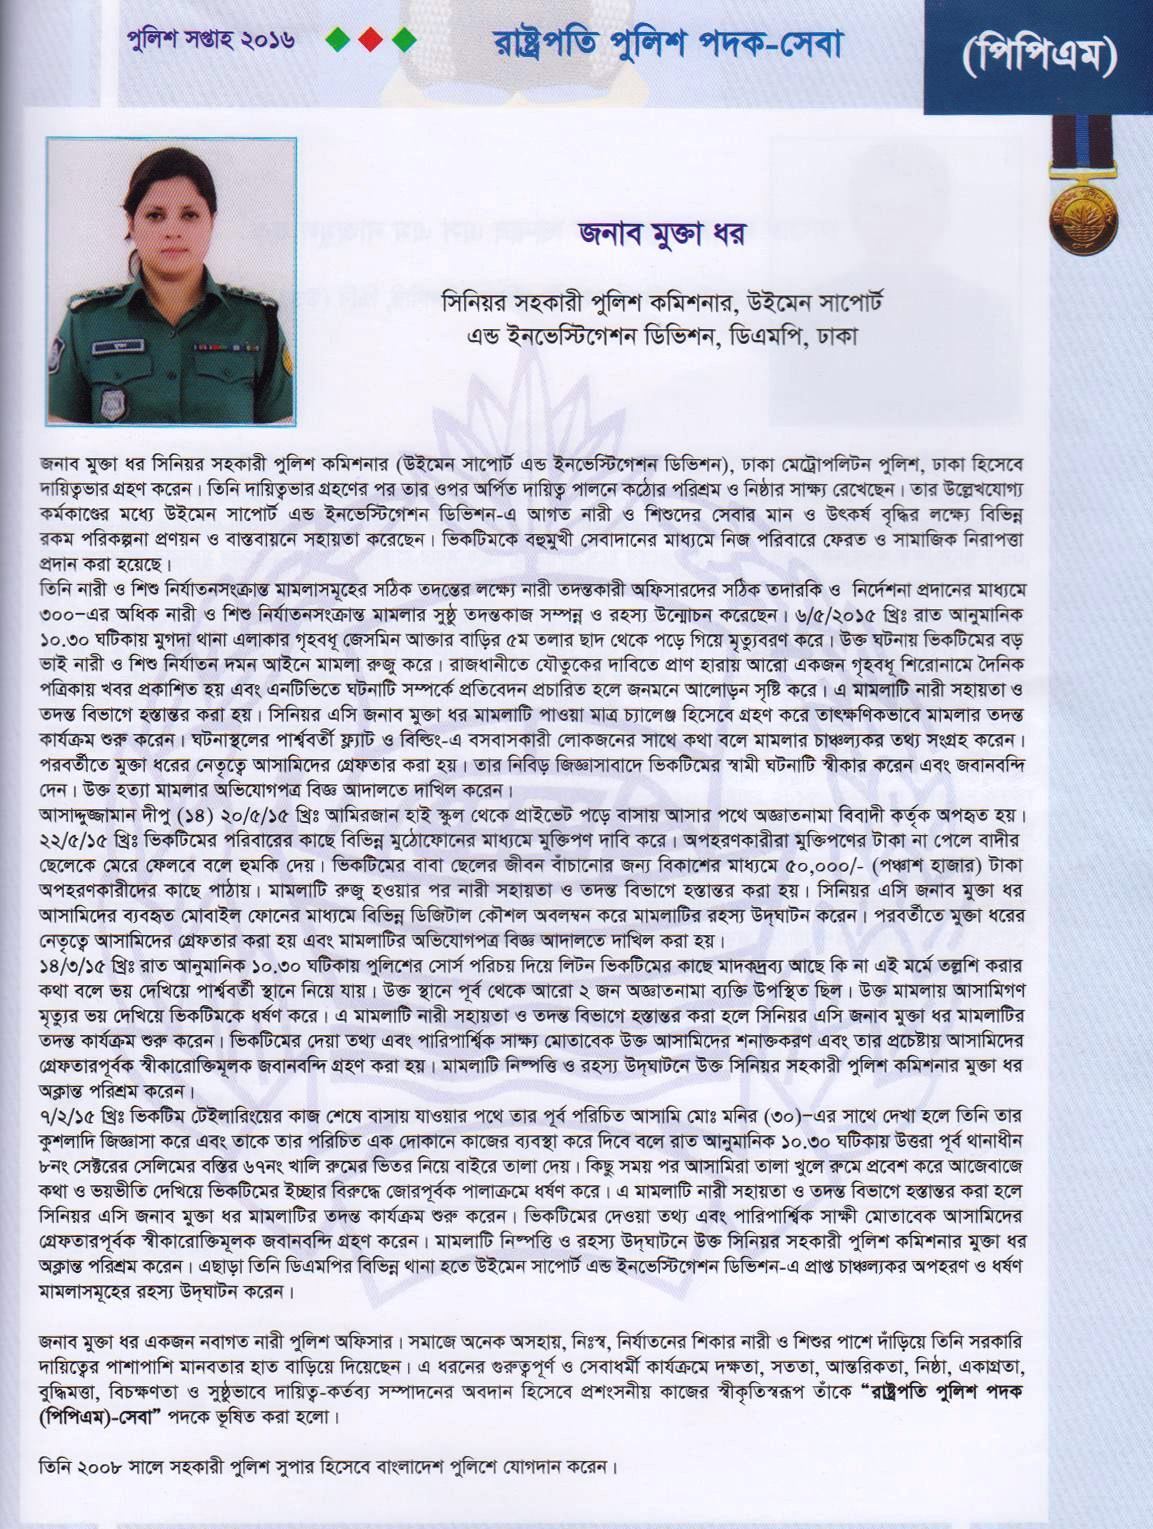 পুলিশ সপ্তাহ ২০১৬
রাষ্ট্রপতি পুলিশ পদক-সেবা
(পিপিএম)
জনাব মুক্তা ধর
সিনিয়র সহকারী পুলিশ কমিশনার, উইমেন সাপোর্ট
এন্ড ইনভেস্টিগেশন ডিভিশন, ডিএমপি, ঢাকা
জনাব মুক্তা ধর সিনিয়র সহকারী পুলিশ কমিশনার (উইমেন সাপোর্ট এন্ড ইনভেস্টিগেশন ডিভিশন), ঢাকা মেট্রোপলিটন পুলিশ, ঢাকা হিসেবে
দায়িত্বভার গ্রহণ করেন। তিনি দায়িত্বভার গ্রহণের পর তার ওপর অর্পিত দায়িত্ব পালনে কঠোর পরিশ্রম ও নিষ্ঠার সাক্ষ্য রেখেছেন। তার উল্লেখযোগ্য
কর্মকাণ্ডের মধ্যে উইমেন সাপোর্ট এন্ড ইনভেস্টিগেশন ডিভিশন-এ আগত নারী ও শিশুদের সেবার মান ও উৎকর্ষ বৃদ্ধির লক্ষ্যে বিভিন্ন
রকম পরিকল্পনা প্রণয়ন ও বাস্তবায়নে সহায়তা করেছেন। ভিকটিমকে বহুমুখী সেবাদানের মাধ্যমে নিজ পরিবারে ফেরত ও সামাজিক নিরাপত্তা
প্রদান করা হয়েছে।
তিনি নারী ও শিশু নির্যাতনসংক্রান্ত মামলাসমূহের সঠিক তদন্তের লক্ষ্যে নারী তদন্তকারী অফিসারদের সঠিক তদারকি ও নির্দেশনা প্রদানের মাধ্যমে
৩০০-এর অধিক নারী ও শিশু নির্যাতনসংক্রান্ত মামলার সুষ্ঠু তদন্তকাজ সম্পন্ন ও রহস্য উন্মোচন করেছেন। ৬/৫/২০১৫ খ্রিঃ রাত আনুমানিক
১০.৩০ ঘটিকায় মুগদা থানা এলাকার গৃহবধূ জেসমিন আক্তার বাড়ির ৫ম তলার ছাদ থেকে পড়ে গিয়ে মৃত্যুবরণ করে। উক্ত ঘটনায় ভিকটিমের বড়
ভাই নারী ও শিশু নির্যাতন দমন আইনে মামলা রুজু করে। রাজধানীতে যৌতুকের দাবিতে প্রাণ হারায় আরো একজন গৃহবধূ শিরোনামে দৈনিক
পত্রিকায় খবর প্রকাশিত হয় এবং এনটিভিতে ঘটনাটি সম্পর্কে প্রতিবেদন প্রচারিত হলে জনমনে আলোড়ন সৃষ্টি করে। এ মামলাটি নারী সহায়তা ও
তদন্ত বিভাগে হস্তান্তর করা হয়। সিনিয়র এসি জনাব মুক্তা ধর মামলাটি পাওয়া মাত্র চ্যালেঞ্জ হিসেবে গ্রহণ করে তাৎক্ষণিকভাবে মামলার তদন্ত
কার্যক্রম শুরু করেন। ঘটনাস্থলের পার্শ্ববর্তী ফ্ল্যাট ও বিল্ডিং-এ বসবাসকারী লোকজনের সাথে কথা বলে মামলার চাঞ্চল্যকর তথ্য সংগ্রহ করেন।
পরবর্তীতে মুক্তা ধরের নেতৃত্বে আসামিদের গ্রেফতার করা হয়। তার নিবিড় জিজ্ঞাসাবাদে ভিকটিমের স্বামী ঘটনাটি স্বীকার করেন এবং জবানবন্দি
দেন। উক্ত হত্যা মামলার অভিযোগপত্র বিজ্ঞ আদালতে দাখিল করেন।
আসাদ্দুজ্জামান দীপু (১৪) ২০/৫/১৫ খ্রিঃ আমিরজান হাই স্কুল থেকে প্রাইভেট পড়ে বাসায় আসার পথে অজ্ঞাতনামা বিবাদী কর্তৃক অপহৃত হয়।
২২/৫/১৫ খ্রিঃ ভিকটিমের পরিবারের কাছে বিভিন্ন মুঠোফোনের মাধ্যমে মুক্তিপণ দাবি করে। অপহরণকারীরা মুক্তিপণের টাকা না পেলে বাদীর
ছেলেকে মেরে ফেলবে বলে হুমকি দেয়। ভিকটিমের বাবা ছেলের জীবন বাঁচানোর জন্য বিকাশের মাধ্যমে ৫০,০০০/- (পঞ্চাশ হাজার) টাকা
অপহরণকারীদের কাছে পাঠায়। মামলাটি রুজু হওয়ার পর নারী সহায়তা ও তদন্ত বিভাগে হস্তান্তর করা হয়। সিনিয়র এসি জনাব মুক্তা ধর
আসামিদের ব্যবহৃত মোবাইল ফোনের মাধ্যমে বিভিন্ন ডিজিটাল কৌশল অবলম্বন করে মামলাটির রহস্য উদ্‌ঘাটন করেন। পরবর্তীতে মুক্তা ধরের
নেতৃত্বে আসামিদের গ্রেফতার করা হয় এবং মামলাটির অভিযোগপত্র বিজ্ঞ আদালতে দাখিল করা হয়।
১৪/৩/১৫ খ্রিঃ রাত আনুমানিক ১০.৩০ ঘটিকায় পুলিশের সোর্স পরিচয় দিয়ে লিটন ভিকটিমের কাছে মাদকদ্রব্য আছে কি না এই মর্মে তল্লশি করার
কথা বলে ভয় দেখিয়ে পার্শ্ববর্তী স্থানে নিয়ে যায়। উক্ত স্থানে পূর্ব থেকে আরো ২ জন অজ্ঞাতনামা ব্যক্তি উপস্থিত ছিল। উক্ত মামলায় আসামিগণ
মৃত্যুর ভয় দেখিয়ে ভিকটিমকে ধর্ষণ করে। এ মামলাটি নারী সহায়তা ও তদন্ত বিভাগে হস্তান্তর করা হলে সিনিয়র এসি জনাব মুক্তা ধর মামলাটির
তদন্ত কার্যক্রম শুরু করেন। ভিকটিমের দেয়া তথ্য এবং পারিপার্শ্বিক সাক্ষ্য মোতাবেক উক্ত আসামিদের শনাক্তকরণ এবং তার প্রচেষ্টায় আসামিদের
গ্রেফতারপূর্বক স্বীকারোক্তিমূলক জবানবন্দি গ্রহণ করা হয়। মামলাটি নিষ্পত্তি ও রহস্য উদ্‌ঘাটনে উক্ত সিনিয়র সহকারী পুলিশ কমিশনার মুক্তা ধর
অক্লান্ত পরিশ্রম করেন।
৭/২/১৫ খ্রিঃ ভিকটিম টেইলারিংয়ের কাজ শেষে বাসায় যাওয়ার পথে তার পূর্ব পরিচিত আসামি মোঃ মনির (৩০)-এর সাথে দেখা হলে তিনি তার
কুশলাদি জিজ্ঞাসা করে এবং তাকে তার পরিচিত এক দোকানে কাজের ব্যবস্থা করে দিবে বলে রাত আনুমানিক ১০.৩০ ঘটিকায় উত্তরা পূর্ব থানাধীন
৮নং সেক্টরের সেলিমের বস্তির ৬৭নং খালি রুমের ভিতর নিয়ে বাইরে তালা দেয়। কিছু সময় পর আসামিরা তালা খুলে রুমে প্রবেশ করে আজেবাজে
কথা ও ভয়ভীতি দেখিয়ে ভিকটিমের ইচ্ছার বিরুদ্ধে জোরপূর্বক পালাক্রমে ধর্ষণ করে। এ মামলাটি নারী সহায়তা ও তদন্ত বিভাগে হস্তান্তর করা হলে
সিনিয়র এসি জনাব মুক্তা ধর মামলাটির তদন্ত কার্যক্রম শুরু করেন। ভিকটিমের দেওয়া তথ্য এবং পারিপার্শ্বিক সাক্ষী মোতাবেক আসামিদের
গ্রেফতারপূর্বক স্বীকারোক্তিমূলক জবানবন্দি গ্রহণ করেন। মামলাটি নিষ্পত্তি ও রহস্য উদ্‌ঘাটনে উক্ত সিনিয়র সহকারী পুলিশ কমিশনার মুক্তা ধর
অক্লান্ত পরিশ্রম করেন। এছাড়া তিনি ডিএমপির বিভিন্ন থানা হতে উইমেন সাপোর্ট এন্ড ইনভেস্টিগেশন ডিভিশন-এ প্রাপ্ত চাঞ্চল্যকর অপহরণ ও ধর্ষণ
মামলাসমূহের রহস্য উদ্‌ঘাটন করেন।
জনাব মুক্তা ধর একজন নবাগত নারী পুলিশ অফিসার। সমাজে অনেক অসহায়, নিঃস্ব, নির্যাতনের শিকার নারী ও শিশুর পাশে দাঁড়িয়ে তিনি সরকারি
দায়িত্বের পাশাপাশি মানবতার হাত বাড়িয়ে দিয়েছেন। এ ধরনের গুরুত্বপূর্ণ ও সেবাধর্মী কার্যক্রমে দক্ষতা, সততা, আন্তরিকতা, নিষ্ঠা, একাগ্রতা,
বুদ্ধিমত্তা, বিচক্ষণতা ও সুষ্ঠুভাবে দায়িত্ব-কর্তব্য সম্পাদনের অবদান হিসেবে প্রশংসনীয় কাজের স্বীকৃতিস্বরূপ তাঁকে “রাষ্ট্রপতি পুলিশ পদক
(পিপিএম)-সেবা” পদকে ভূষিত করা হলো।
তিনি ২০০৮ সালে সহকারী পুলিশ সুপার হিসেবে বাংলাদেশ পুলিশে যোগদান করেন।